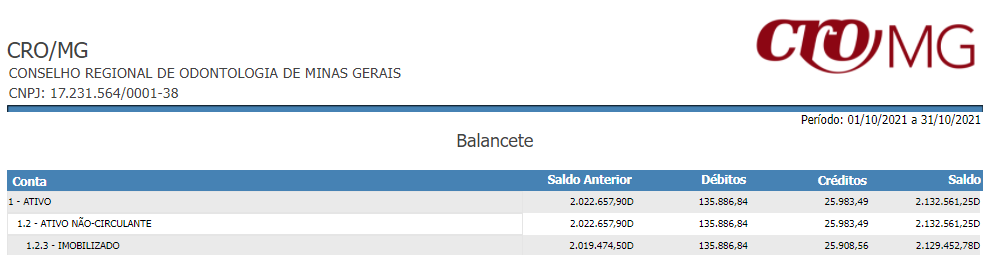 CRO MG
CRO/MG
CONSELHO REGIONAL DE ODONTOLOGIA DE MINAS GERAIS
CNPJ: 17.231.564/0001-38
Período: 01/10/2021 a 31/10/2021
Balancete
Conta Saldo Anterior Débitos Créditos Saldo
1 - ATIVO 2.022.657,90D 135.886,84 25.983,49 2.132.561,25D
1.2 - ATIVO NÃO-CIRCULANTE 2.022.657,90D 135.886,84 25.983,49 2.132.561,25D
1.2.3 - IMOBILIZADO 2.019.474,50D 135.886,84 25.908,56 2.129.452,78D